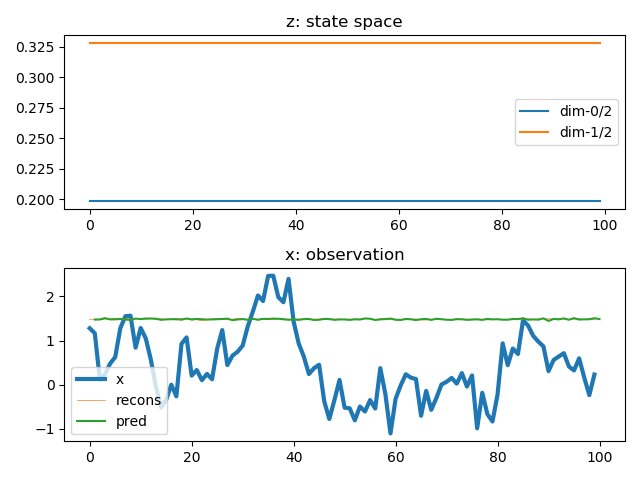 z: state space
0.325
0.300
0.275
0.250
0.225
0.200
dim-0/2
dim-1/2
0 20 40 60 80 100
x: observation
2
1
0
−1
x
recons
pred
0 20 40 60 80 100